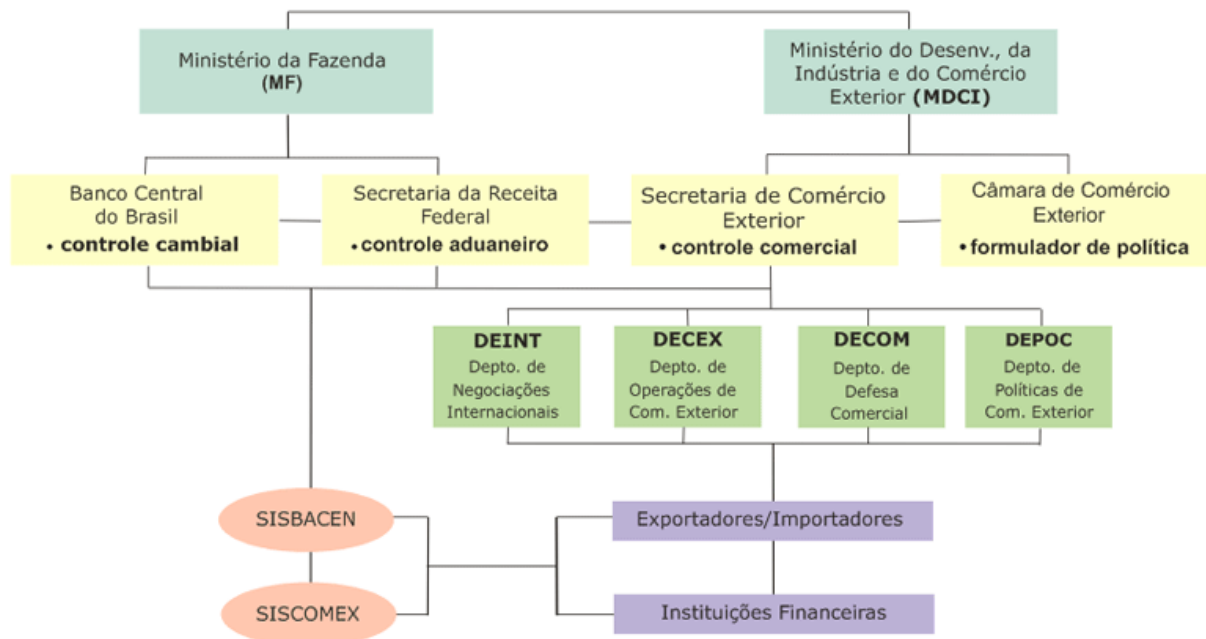 Ministério da Fazenda
(MF)
Ministério do Desenv., da
Indústria e do Comércio
Exterior (MDCI)
Banco Central
do Brasil
• controle cambial
Secretaria da Receita
Federal
• controle aduaneiro
Secretaria de Comércio
Exterior
• controle comercial
Câmara de Comércio
Exterior
• formulador de política
DEINT
Depto. de
Negociações
Internacionais
DECEX
Depto. de
Operações de
Com. Exterior
DECOM
Depto. de
Defesa
Comercial
DEPOC
Depto. de
Políticas de
Com. Exterior
SISBACEN
Exportadores/Importadores
SISCOMEX
Instituições Financeiras